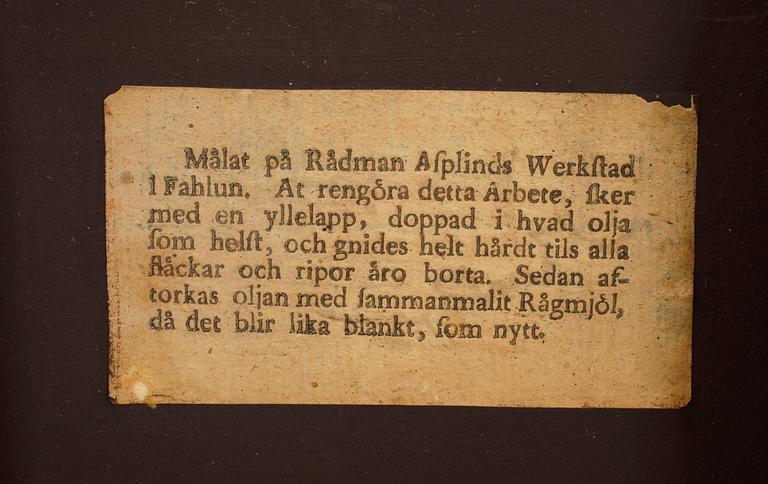 Målat på Rådman Aſplinds Werkſtad
i Fahlun. At rengöra detta Arbete, ſker
med en yllelapp, doppad i hvad olja
ſom helſt, och gnides helt hårdt tils alla
fläckar och ripor äro borta. Sedan af-
torkas oljan med ſammanmalit Rågmjöl,
då det blir lika blankt, ſom nytt.